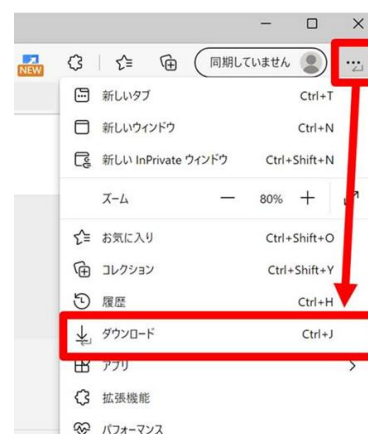 NEW
同期していません
新しいタブ Ctrl+T
新しいウィンドウ Ctrl+N
新しい InPrivate ウィンドウ Ctrl+Shift+N
ズーム 80%
お気に入り Ctrl+Shift+O
コレクション Ctrl+Shift+Y
履歴 Ctrl+H
ダウンロード Ctrl+J
アプリ
拡張機能
パフォーマンス